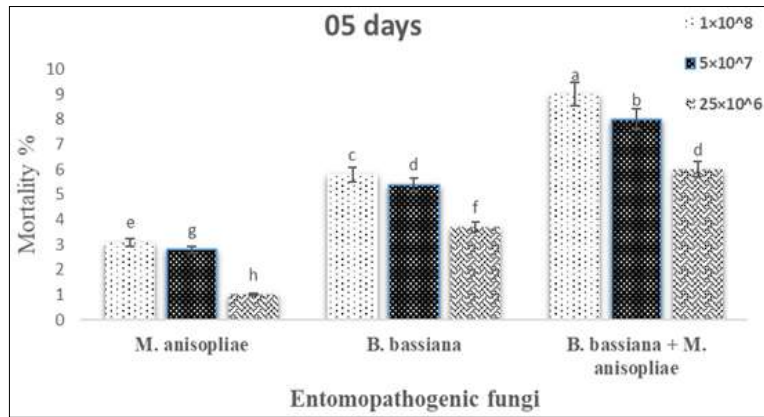 05 days
1×10^8
5×10^7
25×10^6
Mortality %
10
9
8
7
6
5
4
3
2
1
0
e
g
h
c
d
f
a
b
d
M. anisopliae
B. bassiana
B. bassiana + M.
anisopliae
Entomopathogenic fungi